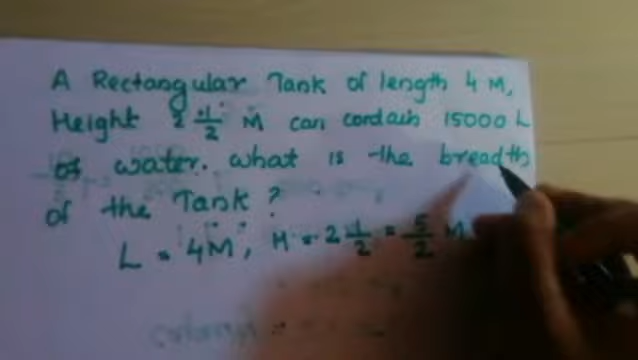 A Rectangular Tank of length 4 M,
Height 2 1/2 M can contain 15000 L
of water. what is the breadth
of the Tank ?
L = 4M, H = 2 1/2 = 5/2 M